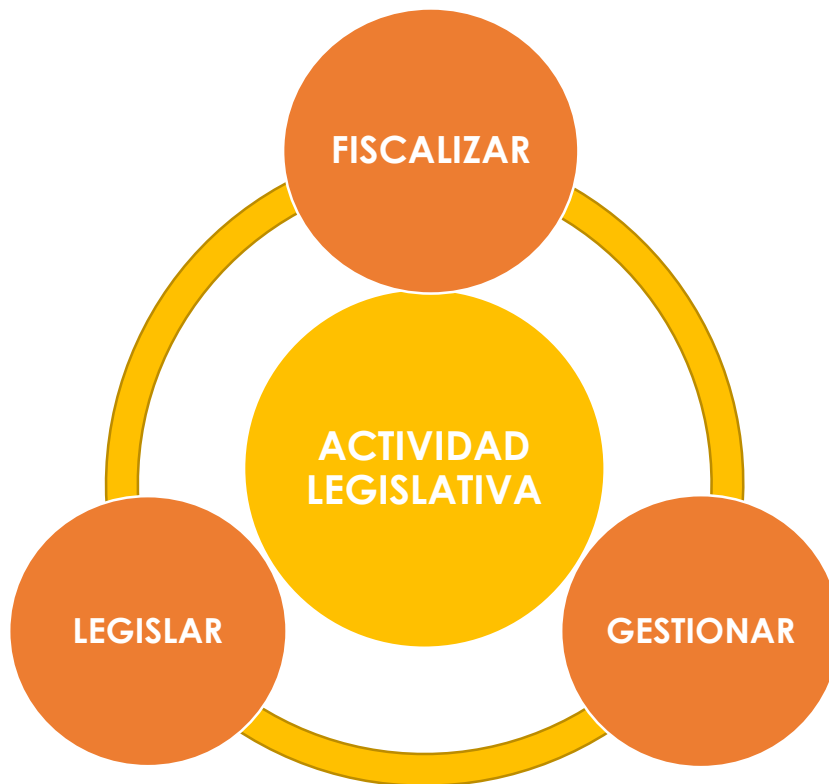 FISCALIZAR
ACTIVIDAD
LEGISLATIVA
LEGISLAR
GESTIONAR